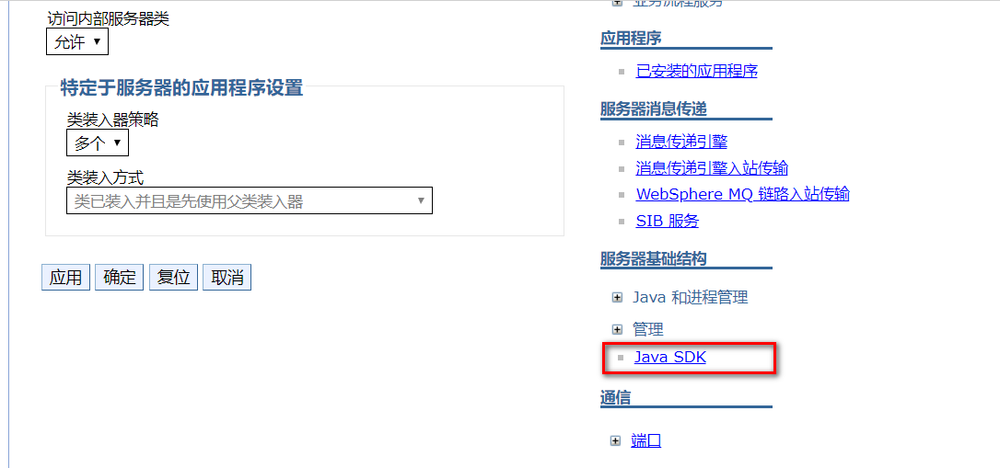 访问内部服务器类
允许
特定于服务器的应用程序设置
类装入器策略
多个
类装入方式
类已装入并且是先使用父类装入器
应用 确定 复位 取消
业务流程服务
应用程序
已安装的应用程序
服务器消息传递
消息传递引擎
消息传递引擎入站传输
WebSphere MQ 链路入站传输
SIB 服务
服务器基础结构
Java 和进程管理
管理
Java SDK
通信
端口